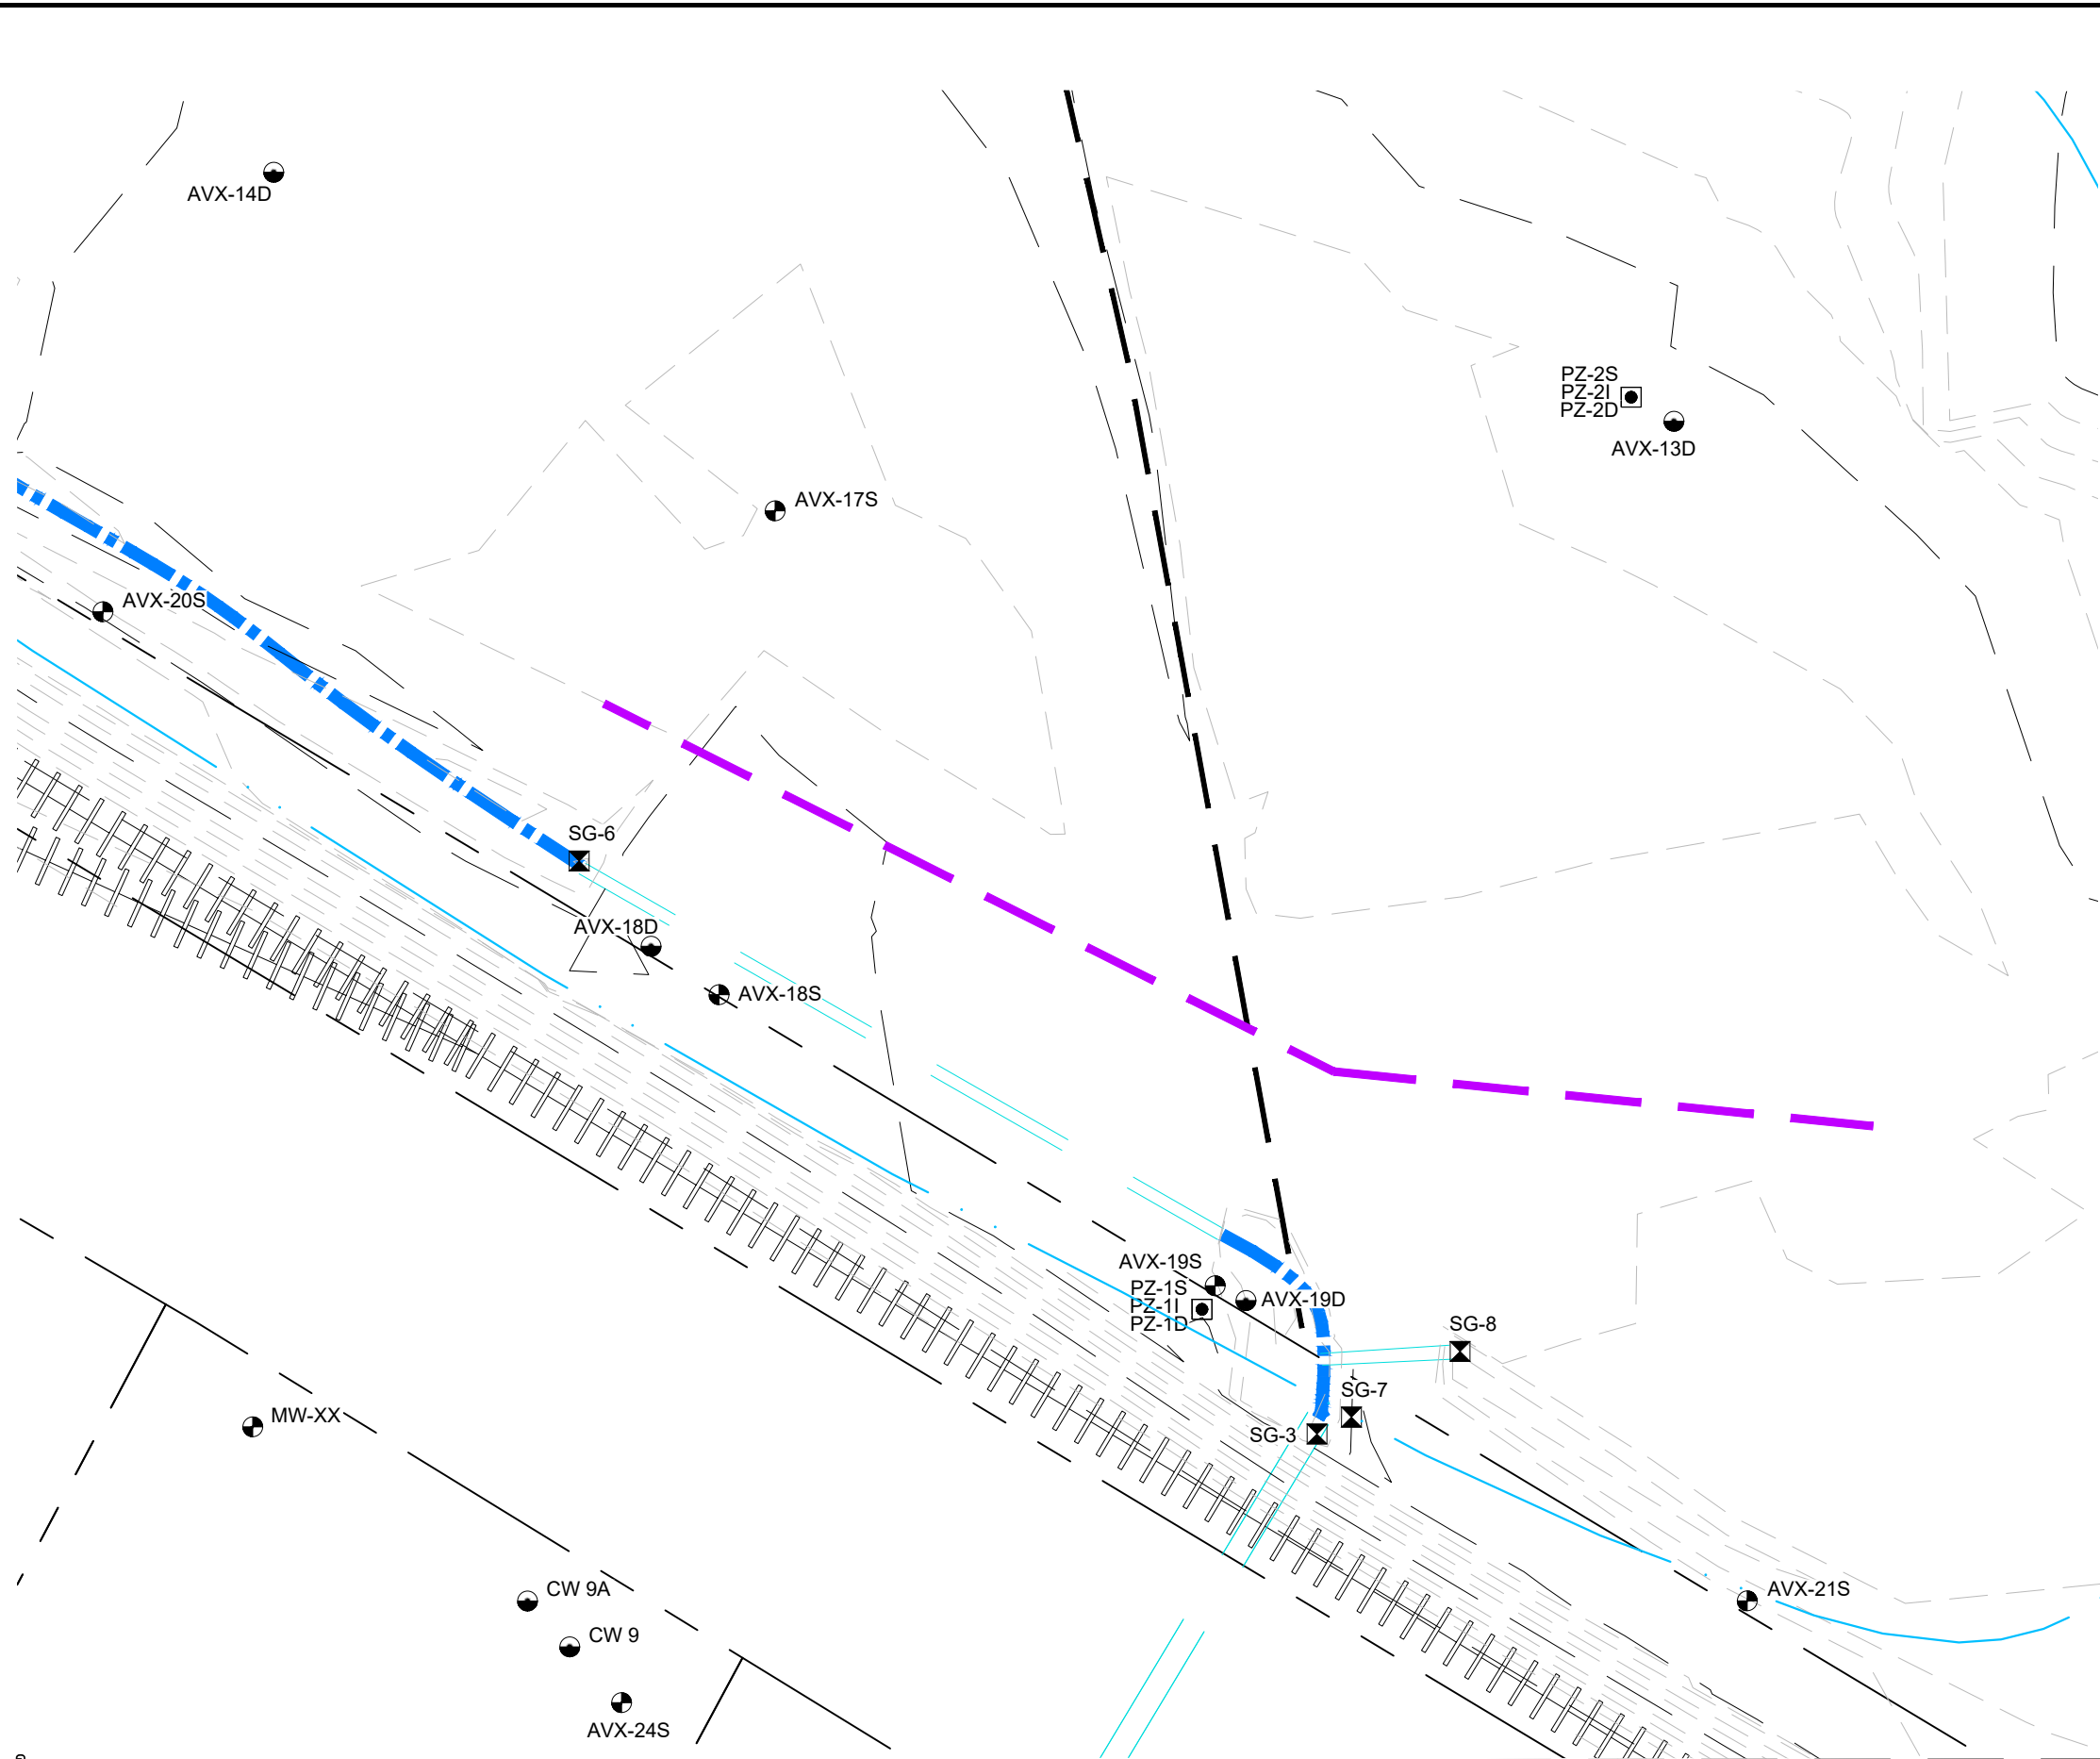 AVX-14D
PZ-2S
PZ-2I
PZ-2D
AVX-13D
AVX-17S
AVX-20S
SG-6
AVX-18D
AVX-18S
AVX-19S
PZ-1S
PZ-1I
PZ-1D
AVX-19D
SG-8
SG-7
SG-3
MW-XX
CW 9A
AVX-21S
CW 9
AVX-24S